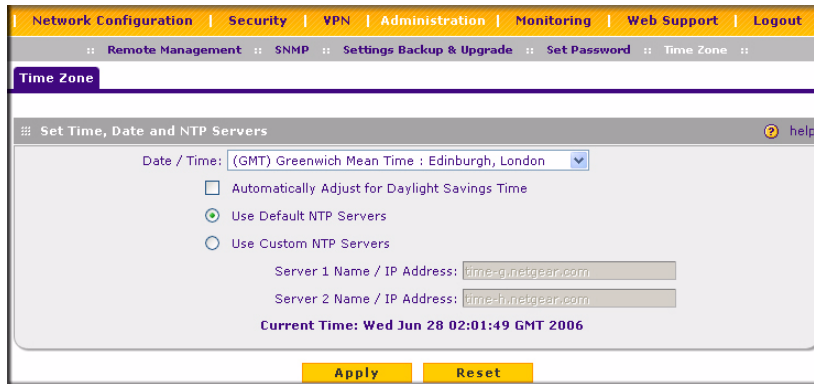 Network Configuration | Security | VPN | Administration | Monitoring | Web Support | Logout
:: Remote Management :: SNMP :: Settings Backup & Upgrade :: Set Password :: Time Zone ::
Time Zone
Set Time, Date and NTP Servers
help
Date / Time: (GMT) Greenwich Mean Time : Edinburgh, London
Automatically Adjust for Daylight Savings Time
Use Default NTP Servers
Use Custom NTP Servers
Server 1 Name / IP Address: time-g.netgear.com
Server 2 Name / IP Address: time-h.netgear.com
Current Time: Wed Jun 28 02:01:49 GMT 2006
Apply Reset